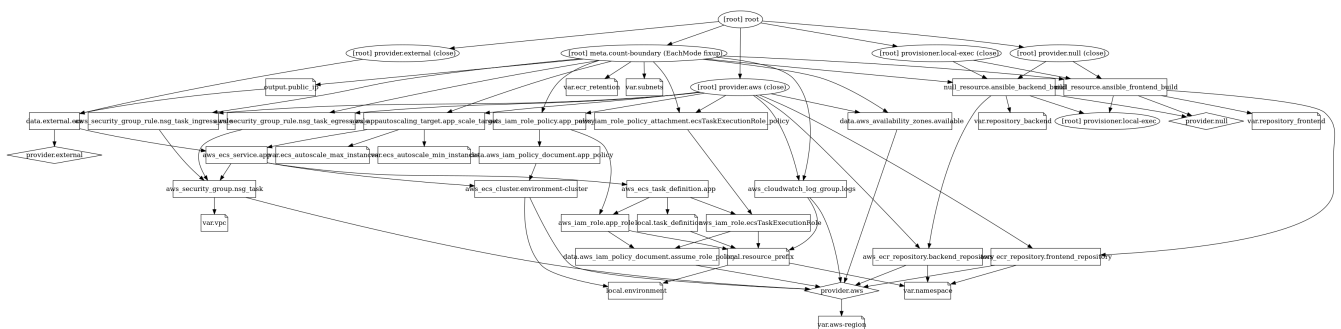 [root] root
[root] provider.external (close)
[root] meta.count-boundary (EachMode fixup)
[root] provisioner.local-exec (close)
[root] provider.null (close)
output.public_ip
var.ecr_retention
var.subnets
[root] provider.aws (close)
null_resource.ansible_backend_build
null_resource.ansible_frontend_build
aws_security_group_rule.nsg_task_ingress_rule
aws_security_group_rule.nsg_task_egress_rule
aws_appautoscaling_target.app_scale_target
aws_iam_role_policy.app_policy
aws_iam_role_policy_attachment.ecsTaskExecutionRole_policy
data.aws_availability_zones.available
var.repository_backend
[root] provisioner.local-exec
provider.null
var.repository_frontend
provider.external
aws_ecs_service.app
var.ecs_autoscale_max_instances
var.ecs_autoscale_min_instances
data.aws_iam_policy_document.app_policy
aws_security_group.nsg_task
aws_ecs_cluster.environment-cluster
aws_ecs_task_definition.app
aws_cloudwatch_log_group.logs
var.vpc
aws_iam_role.app_role
local.task_definition
aws_iam_role.ecsTaskExecutionRole
data.aws_iam_policy_document.assume_role_policy
local.resource_prefix
aws_ecr_repository.backend_repository
aws_ecr_repository.frontend_repository
local.environment
provider.aws
var.namespace
var.aws-region